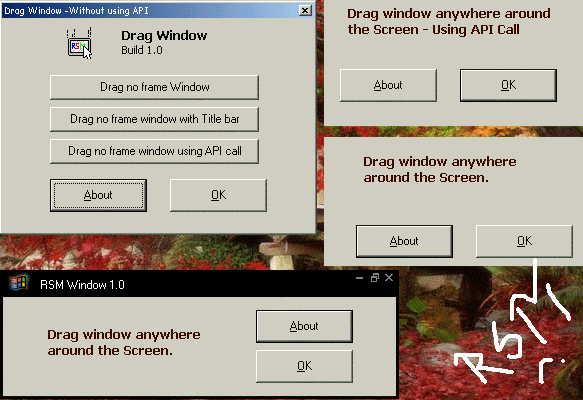 Drag Window -Without using API
Drag Window
Build 1.0
Drag no frame Window
Drag no frame window with Title bar
Drag no frame window using API call
About
OK
Drag window anywhere around
the Screen - Using API Call
About
OK
Drag window anywhere
around the Screen.
About
OK
RSM Window 1.0
Drag window anywhere
around the Screen.
About
OK